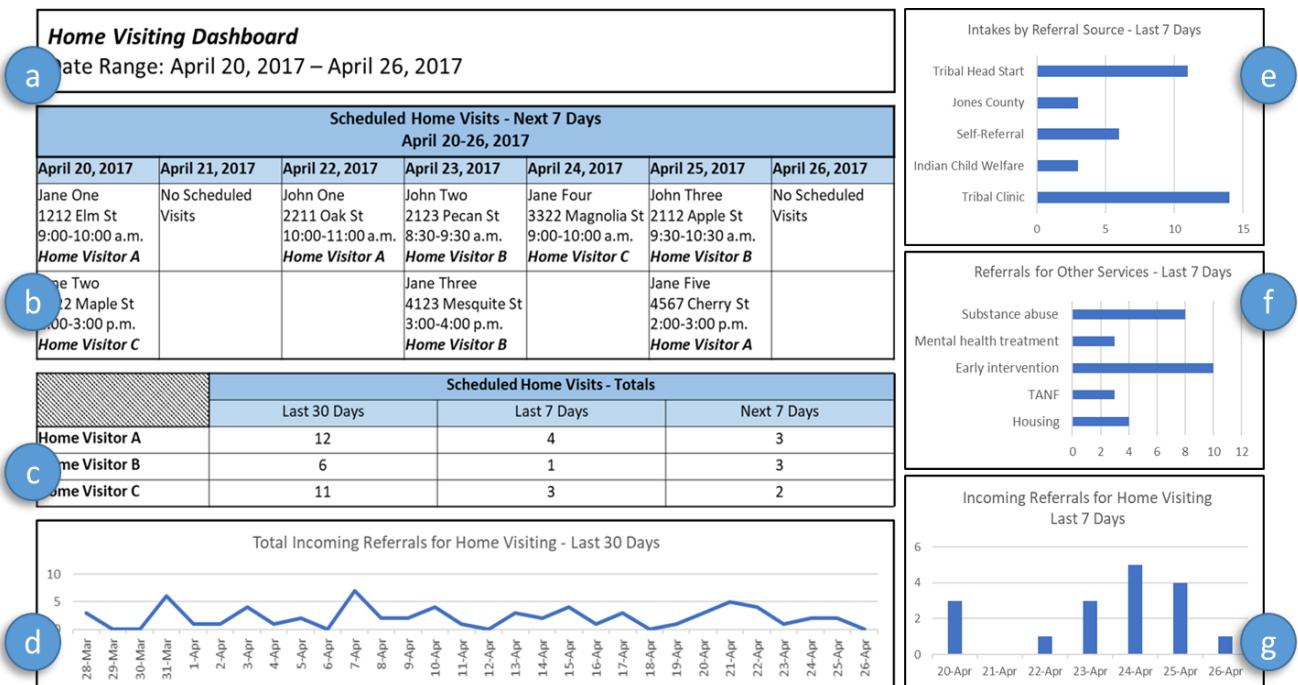 Home Visiting Dashboard
a
ate Range: April 20, 2017 – April 26, 2017
Scheduled Home Visits - Next 7 Days
April 20-26, 2017
April 20, 2017 April 21, 2017 April 22, 2017 April 23, 2017 April 24, 2017 April 25, 2017 April 26, 2017
Jane One No Scheduled John One John Two Jane Four John Three No Scheduled
1212 Elm St Visits 2211 Oak St 2123 Pecan St 3322 Magnolia St 2112 Apple St Visits
9:00-10:00 a.m. 10:00-11:00 a.m. 8:30-9:30 a.m. 9:00-10:00 a.m. 9:30-10:30 a.m.
Home Visitor A Home Visitor A Home Visitor B Home Visitor C Home Visitor B
b
ne Two Jane Three Jane Five
22 Maple St 4123 Mesquite St 4567 Cherry St
:00-3:00 p.m. 3:00-4:00 p.m. 2:00-3:00 p.m.
Home Visitor C Home Visitor B Home Visitor A
Scheduled Home Visits - Totals
Last 30 Days Last 7 Days Next 7 Days
Home Visitor A 12 4 3
c
me Visitor B 6 1 3
ome Visitor C 11 3 2
Total Incoming Referrals for Home Visiting - Last 30 Days
10
5
d
28-Mar 29-Mar 30-Mar 31-Mar 1-Apr 2-Apr 3-Apr 4-Apr 5-Apr 6-Apr 7-Apr 8-Apr 9-Apr 10-Apr 11-Apr 12-Apr 13-Apr 14-Apr 15-Apr 16-Apr 17-Apr 18-Apr 19-Apr 20-Apr 21-Apr 22-Apr 23-Apr 24-Apr 25-Apr 26-Apr
Intakes by Referral Source - Last 7 Days
e
Tribal Head Start
Jones County
Self-Referral
Indian Child Welfare
Tribal Clinic
0 5 10 15
Referrals for Other Services - Last 7 Days
f
Substance abuse
Mental health treatment
Early intervention
TANF
Housing
0 2 4 6 8 10 12
Incoming Referrals for Home Visiting
Last 7 Days
6
4
2
0
g
20-Apr 21-Apr 22-Apr 23-Apr 24-Apr 25-Apr 26-Apr